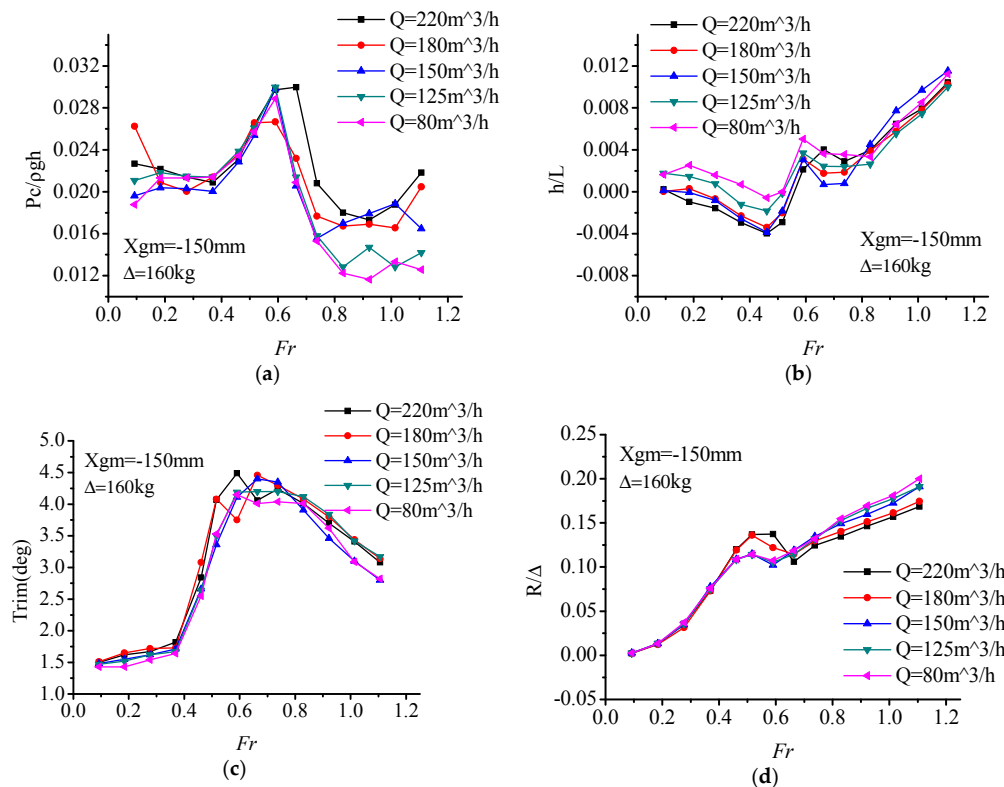 Q=220m^3/h
Q=180m^3/h
Q=150m^3/h
Q=125m^3/h
Q=80m^3/h
0.032
0.028
0.024
0.020
0.016
0.012
Pc/ρgh
Xgm=-150mm
Δ=160kg
0.0 0.2 0.4 0.6 0.8 1.0 1.2
Fr
(a)
Q=220m^3/h
Q=180m^3/h
Q=150m^3/h
Q=125m^3/h
Q=80m^3/h
0.012
0.008
0.004
0.000
-0.004
-0.008
h/L
Xgm=-150mm
Δ=160kg
0.0 0.2 0.4 0.6 0.8 1.0 1.2
Fr
(b)
Q=220m^3/h
Q=180m^3/h
Q=150m^3/h
Q=125m^3/h
Q=80m^3/h
5.0
4.5
4.0
3.5
3.0
2.5
2.0
1.5
1.0
Trim(deg)
Xgm=-150mm
Δ=160kg
0.0 0.2 0.4 0.6 0.8 1.0 1.2
Fr
(c)
0.25
0.20
0.15
0.10
0.05
0.00
-0.05
R/Δ
Xgm=-150mm
Δ=160kg
Q=220m^3/h
Q=180m^3/h
Q=150m^3/h
Q=125m^3/h
Q=80m^3/h
0.0 0.2 0.4 0.6 0.8 1.0 1.2
Fr
(d)